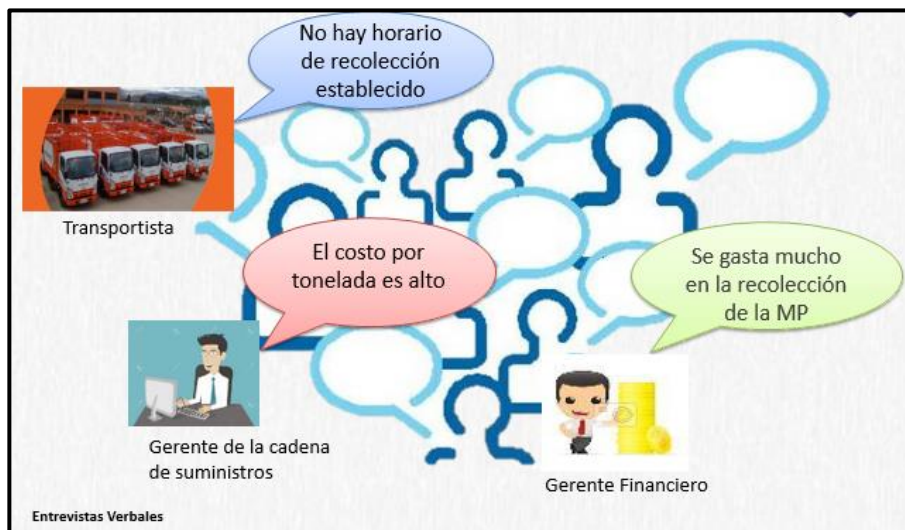 No hay horario
de recolección
establecido
Transportista
El costo por
tonelada es alto
Se gasta mucho
en la recolección
de la MP
Gerente de la cadena
de suministros
Gerente Financiero
Entrevistas Verbales